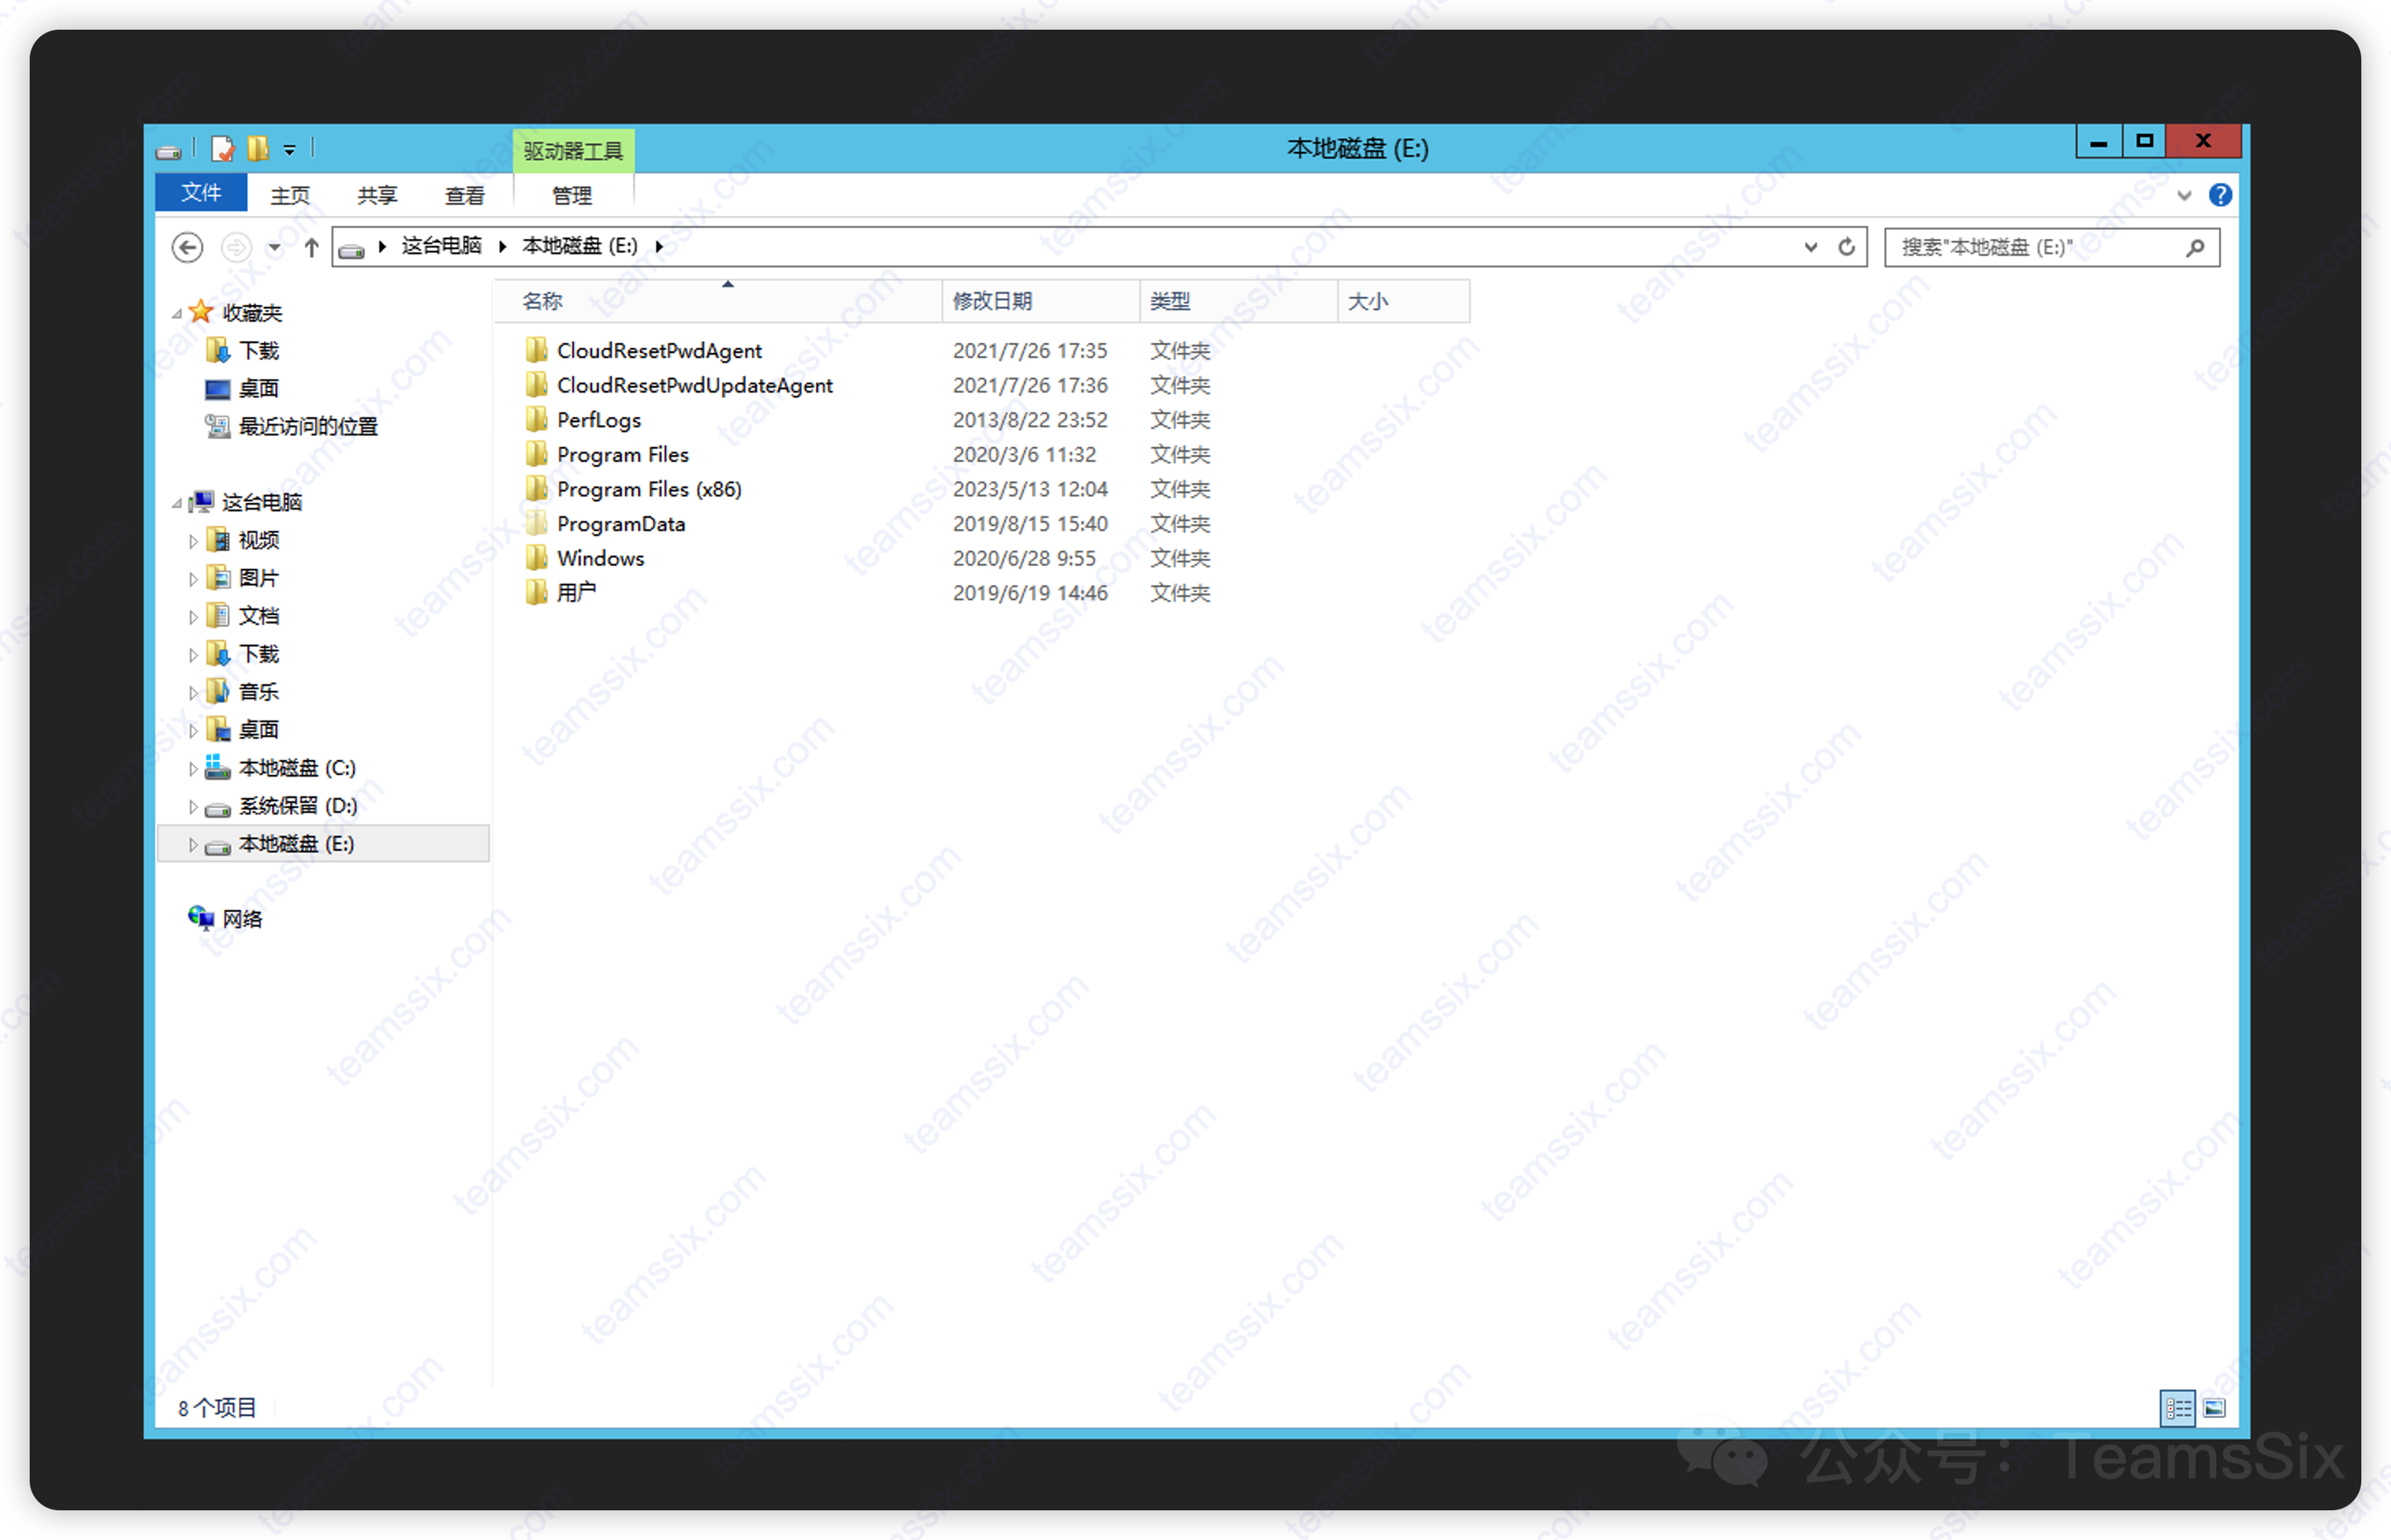 驱动器工具
本地磁盘 (E:)
文件 主页 共享 查看 管理
这台电脑 本地磁盘 (E:)
搜索"本地磁盘 (E:)"
收藏夹
下载
桌面
最近访问的位置
这台电脑
视频
图片
文档
下载
音乐
桌面
本地磁盘 (C:)
系统保留 (D:)
本地磁盘 (E:)
网络
名称 修改日期 类型 大小
CloudResetPwdAgent 2021/7/26 17:35 文件夹
CloudResetPwdUpdateAgent 2021/7/26 17:36 文件夹
PerfLogs 2013/8/22 23:52 文件夹
Program Files 2020/3/6 11:32 文件夹
Program Files (x86) 2023/5/13 12:04 文件夹
ProgramData 2019/8/15 15:40 文件夹
Windows 2020/6/28 9:55 文件夹
用户 2019/6/19 14:46 文件夹
8 个项目
公众号：TeamsSix
teamssix.com